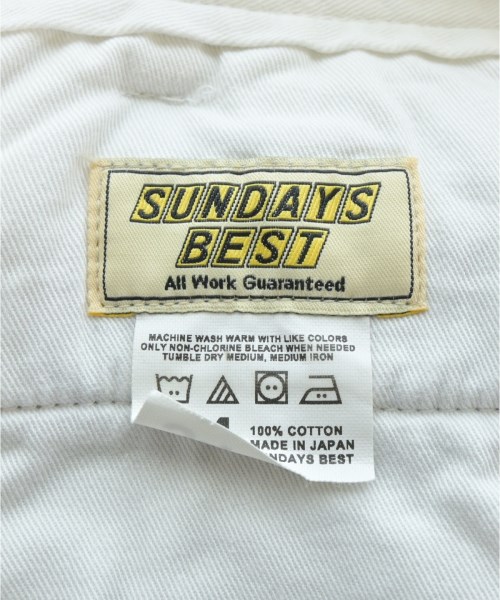 SUNDAYS
BEST
All Work Guaranteed
MACHINE WASH WARM WITH LIKE COLORS
ONLY NON-CHLORINE BLEACH WHEN NEEDED
TUMBLE DRY MEDIUM, MEDIUM IRON
100% COTTON
MADE IN JAPAN
BEST